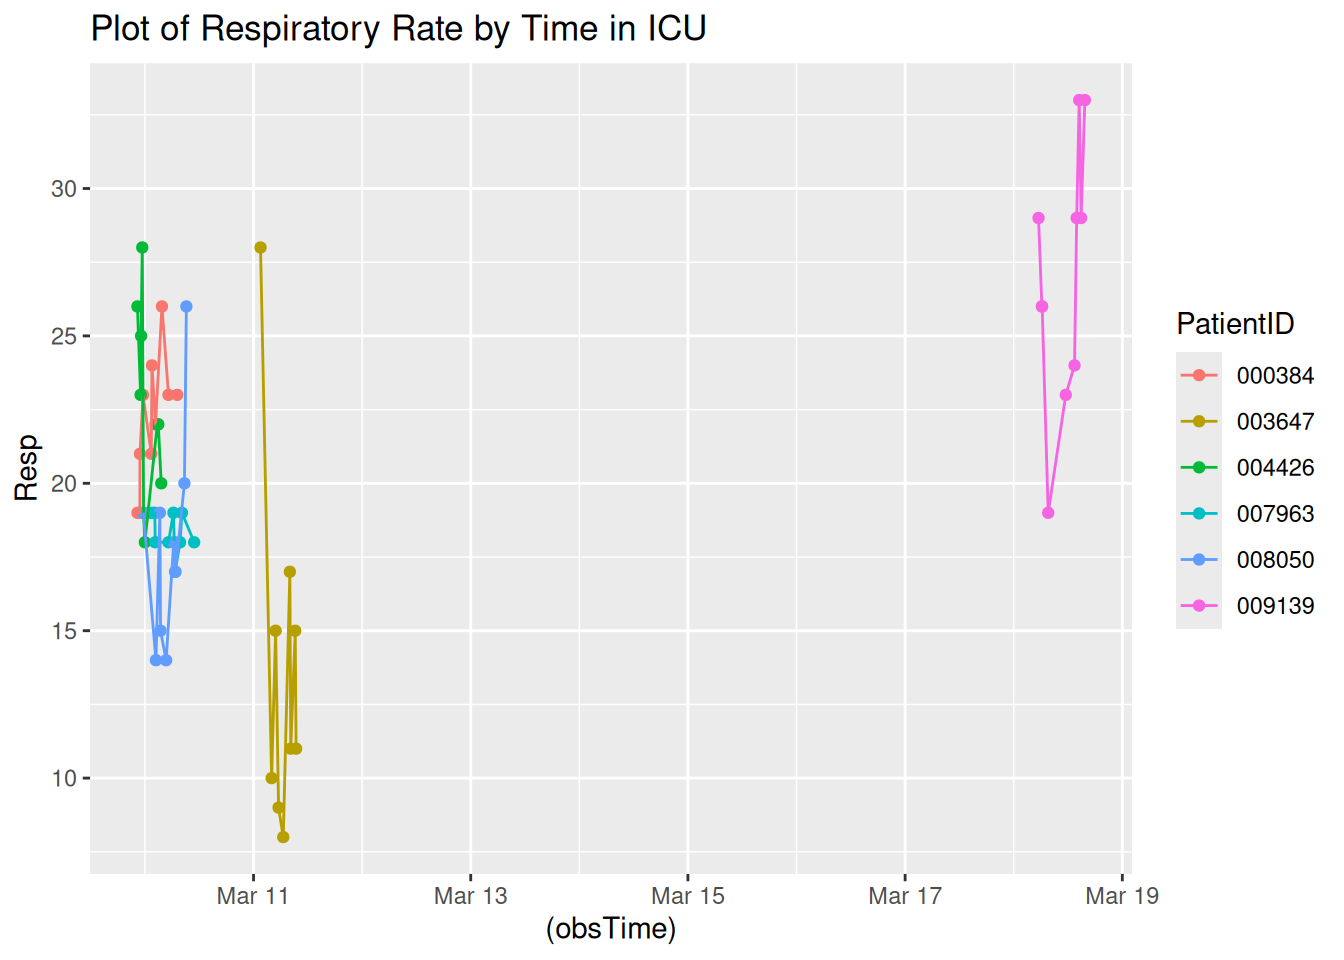 Plot of Respiratory Rate by Time in ICU
Resp
30
25
20
15
10
Mar 11 Mar 13 Mar 15 Mar 17 Mar 19
(obsTime)
PatientID
000384
003647
004426
007963
008050
009139